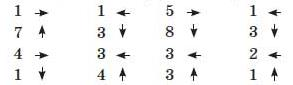 1 → 1 ← 5 → 1 ←
7 ↑ 3 ↓ 8 ↓ 3 ↓
4 → 3 ← 3 ← 2 ←
1 ↓ 4 ↑ 3 ↑ 1 ↑